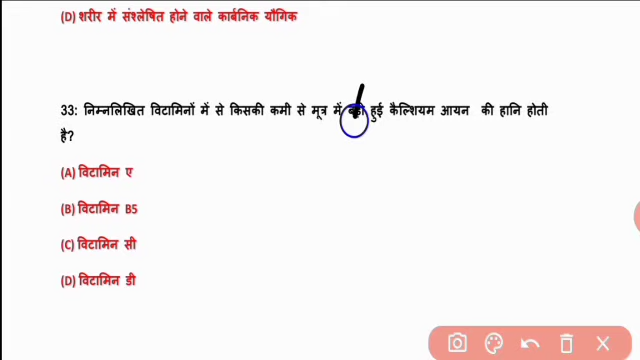 (D) शरीर में संश्लेषित होने वाले कार्बनिक यौगिक
33: निम्नलिखित विटामिनों में से किसकी कमी से मूत्र में हुई कैल्शियम आयन की हानि होती
है?
(A) विटामिन ए
(B) विटामिन B5
(C) विटामिन सी
(D) विटामिन डी